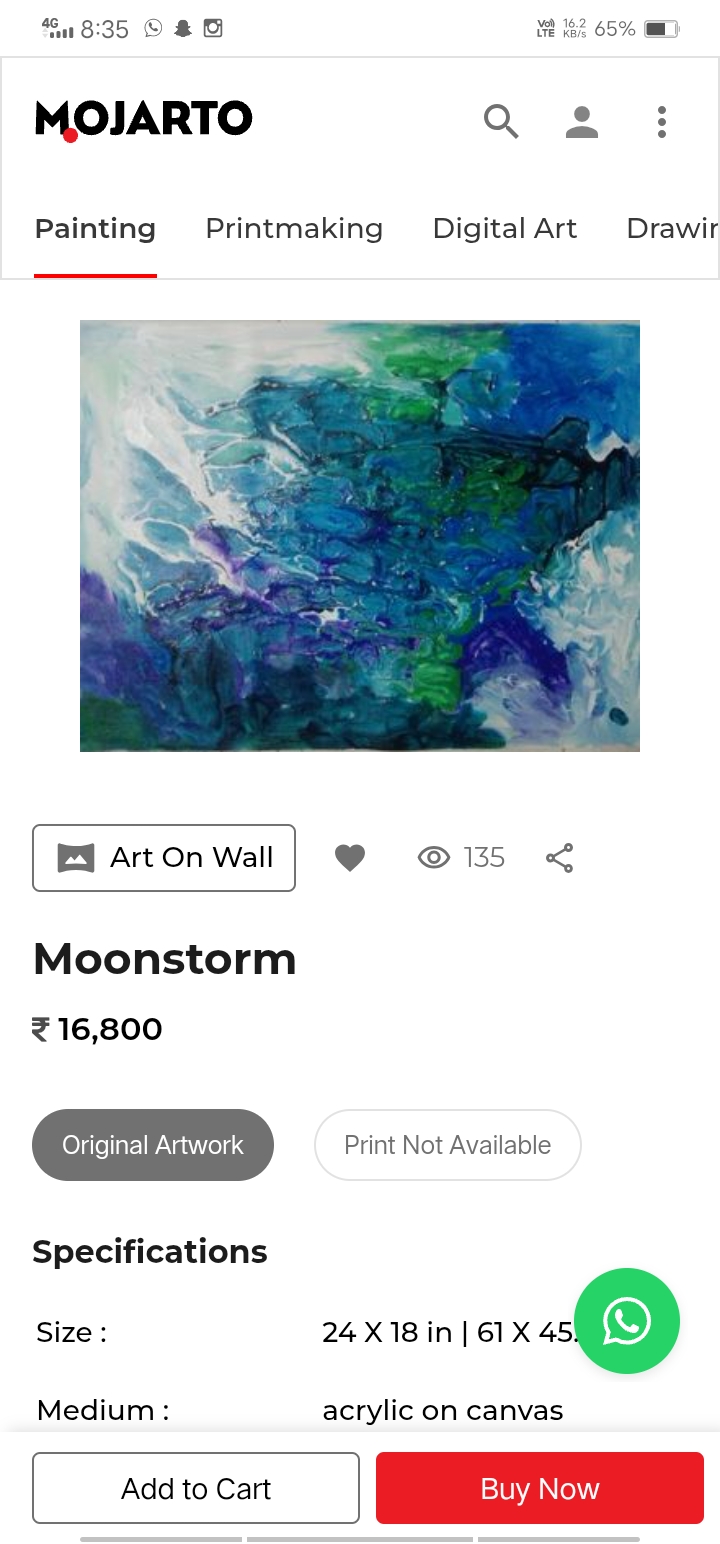 4G 8:35 Vo)) LTE 16.2 KB/s 65%
MOJARTO
Painting Printmaking Digital Art Drawin
Art On Wall 135
Moonstorm
₹ 16,800
Original Artwork Print Not Available
Specifications
Size : 24 X 18 in | 61 X 45.
Medium : acrylic on canvas
Add to Cart Buy Now